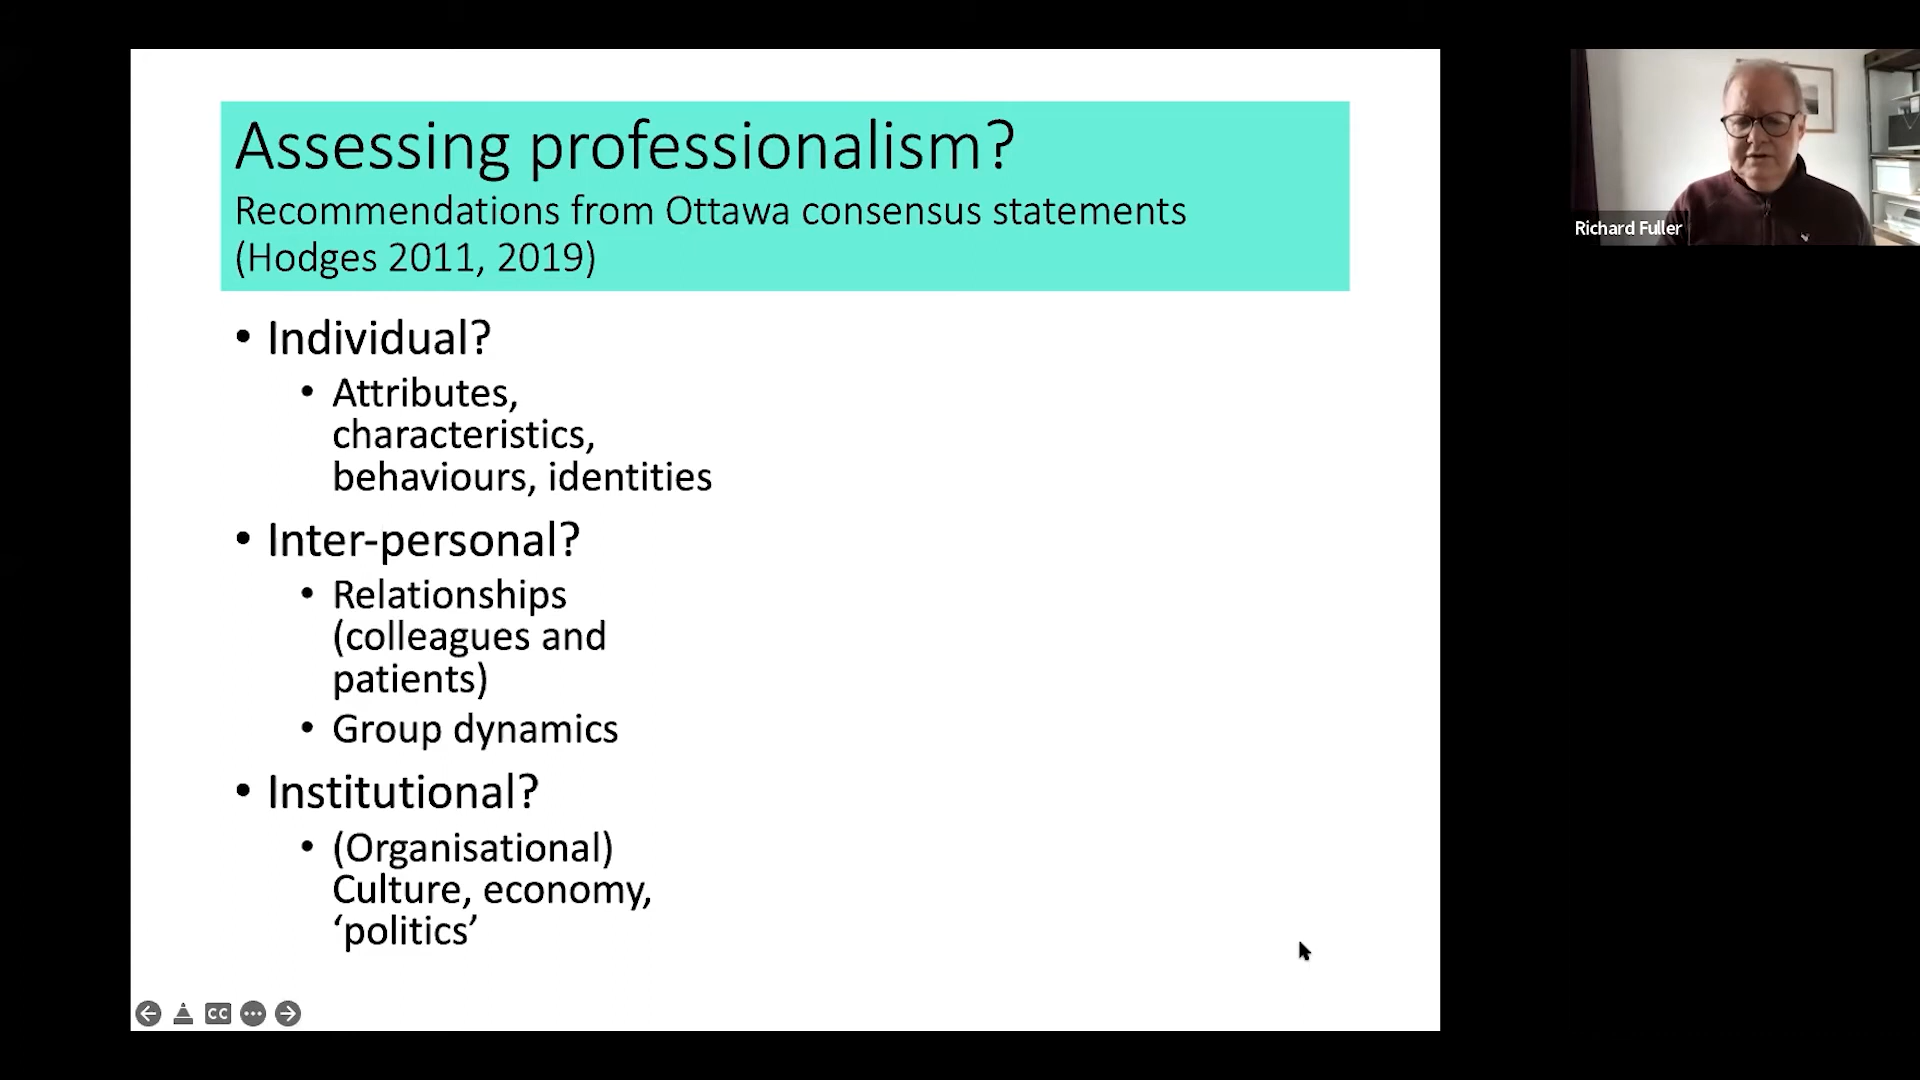 Assessing professionalism?
Recommendations from Ottawa consensus statements
(Hodges 2011, 2019)
• Individual?
• Attributes,
characteristics,
behaviours, identities
• Inter-personal?
• Relationships
(colleagues and
patients)
• Group dynamics
• Institutional?
• (Organisational)
Culture, economy,
‘politics’
CC
Richard Fuller